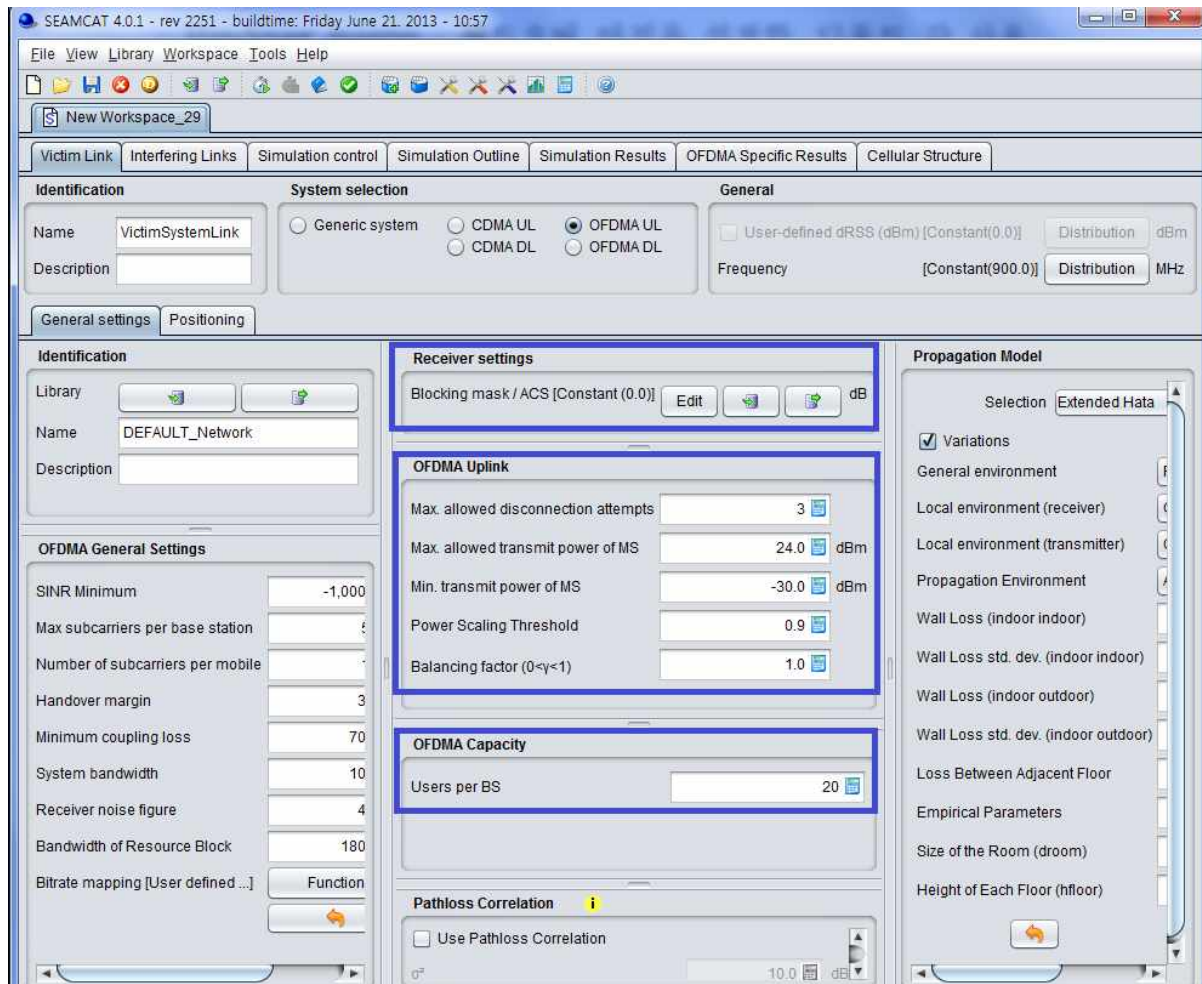 SEAMCAT 4.0.1 - rev 2251 - buildtime: Friday June 21. 2013 - 10:57
File View Library Workspace Tools Help
New Workspace_29
Victim Link Interfering Links Simulation control Simulation Outline Simulation Results OFDMA Specific Results Cellular Structure
Identification
Name VictimSystemLink
Description
System selection
Generic system CDMA UL OFDMA UL
CDMA DL OFDMA DL
General
User-defined dRSS (dBm) [Constant(0.0)] Distribution dBm
Frequency [Constant(900.0)] Distribution MHz
General settings Positioning
Identification
Library
Name DEFAULT_Network
Description
OFDMA General Settings
SINR Minimum -1,000
Max subcarriers per base station
Number of subcarriers per mobile
Handover margin 3
Minimum coupling loss 70
System bandwidth 10
Receiver noise figure 4
Bandwidth of Resource Block 180
Bitrate mapping [User defined ...] Function
Receiver settings
Blocking mask / ACS [Constant (0.0)] Edit dB
OFDMA Uplink
Max. allowed disconnection attempts 3
Max. allowed transmit power of MS 24.0 dBm
Min. transmit power of MS -30.0 dBm
Power Scaling Threshold 0.9
Balancing factor (0<γ<1) 1.0
OFDMA Capacity
Users per BS 20
Pathloss Correlation i
Use Pathloss Correlation
σ² 10.0 dB
Propagation Model
Selection Extended Hata
Variations
General environment
Local environment (receiver)
Local environment (transmitter)
Propagation Environment
Wall Loss (indoor indoor)
Wall Loss std. dev. (indoor indoor)
Wall Loss (indoor outdoor)
Wall Loss std. dev. (indoor outdoor)
Loss Between Adjacent Floor
Empirical Parameters
Size of the Room (droom)
Height of Each Floor (hfloor)